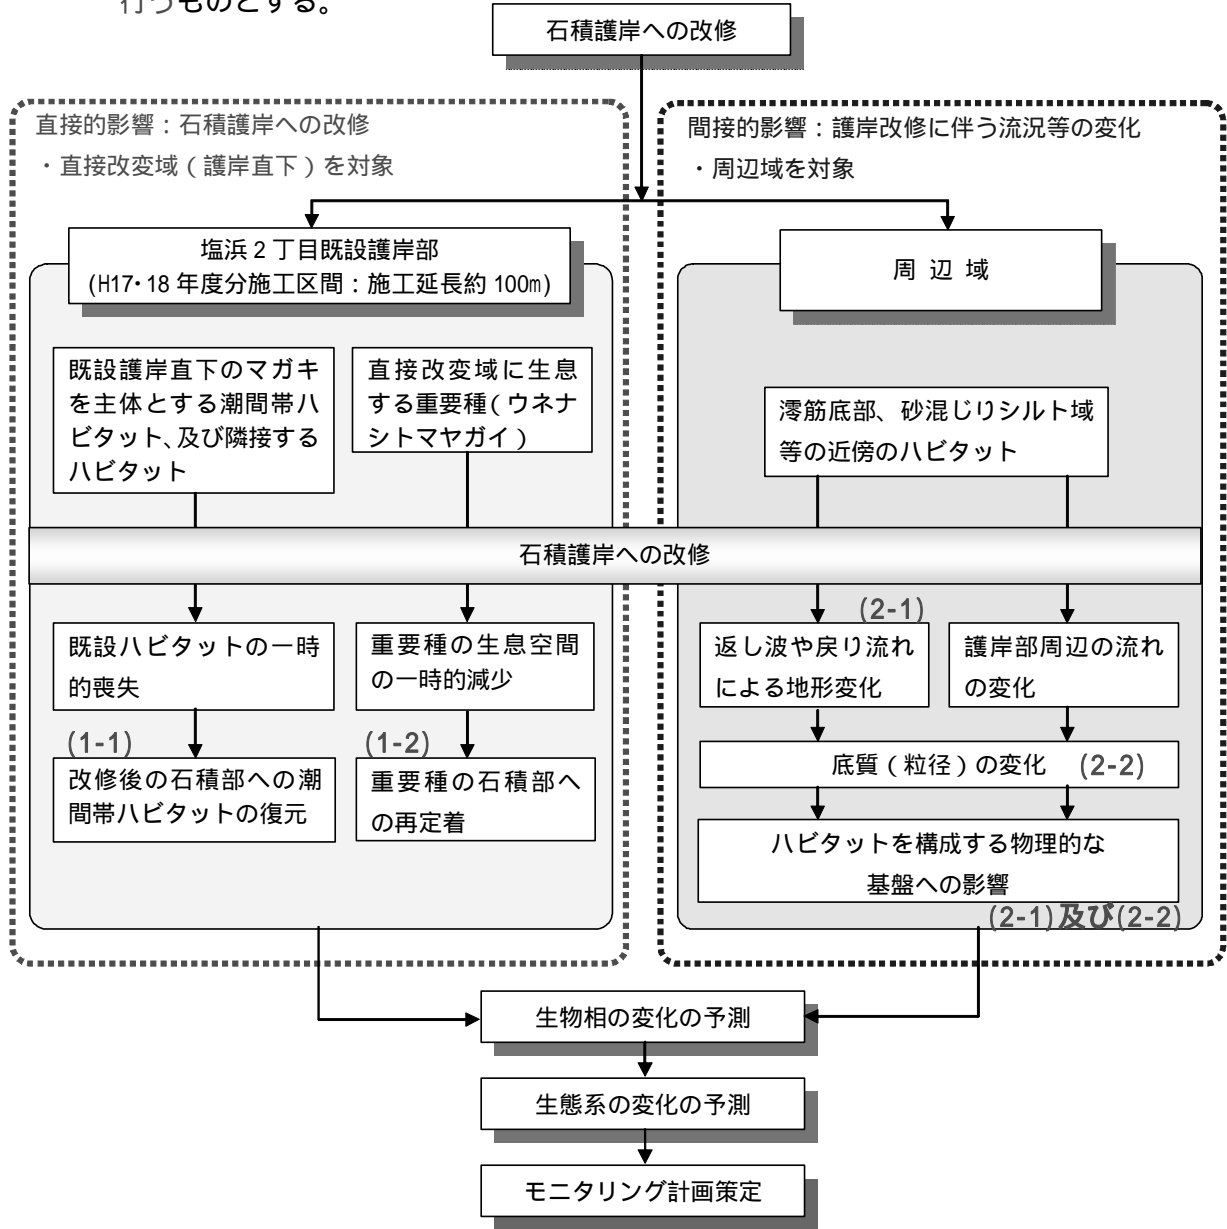 行うものとする。
石積護岸への改修
直接的影響：石積護岸への改修
・直接改変域（護岸直下）を対象
間接的影響：護岸改修に伴う流況等の変化
・周辺域を対象
塩浜２丁目既設護岸部
(H17･18 年度分施工区間：施工延長約 100m)
周 辺 域
既設護岸直下のマガキ
を主体とする潮間帯ハ
ビタット、及び隣接する
ハビタット
直接改変域に生息
する重要種（ウネナ
シトマヤガイ）
澪筋底部、砂混じりシルト域
等の近傍のハビタット
石積護岸への改修
既設ハビタットの一時
的喪失
重要種の生息空間
の一時的減少
(2-1)
返し波や戻り流れ
による地形変化
護岸部周辺の流れ
の変化
(1-1)
改修後の石積部への潮
間帯ハビタットの復元
(1-2)
重要種の石積部へ
の再定着
底質（粒径）の変化 (2-2)
ハビタットを構成する物理的な
基盤への影響
(2-1)及び(2-2)
生物相の変化の予測
生態系の変化の予測
モニタリング計画策定